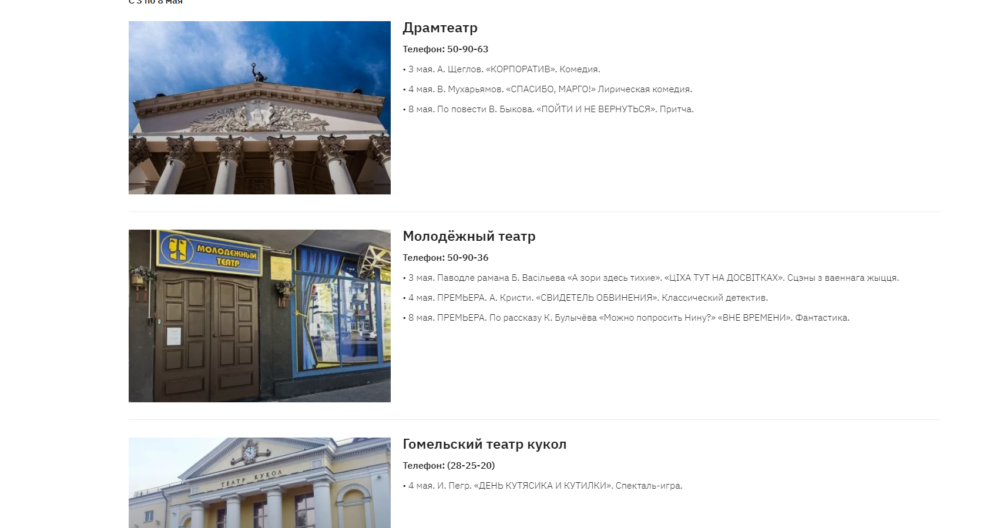 С 3 по 8 мая
Драмтеатр
Телефон: 50-90-63
• 3 мая. А. Щеглов. «КОРПОРАТИВ». Комедия.
• 4 мая. В. Мухарьямов. «СПАСИБО, МАРГО!» Лирическая комедия.
• 8 мая. По повести В. Быкова. «ПОЙТИ И НЕ ВЕРНУТЬСЯ». Притча.
МОЛОДЕЖНЫЙ
ТЕАТР
Молодёжный театр
Телефон: 50-90-36
• 3 мая. Паводле рамана Б. Васільева «А зори здесь тихие». «ЦІХА ТУТ НА ДОСВІТКАХ». Сцэны з ваеннага жыцця.
• 4 мая. ПРЕМЬЕРА. А. Кристи. «СВИДЕТЕЛЬ ОБВИНЕНИЯ». Классический детектив.
• 8 мая. ПРЕМЬЕРА. По рассказу К. Булычёва «Можно попросить Нину?» «ВНЕ ВРЕМЕНИ». Фантастика.
ТЕАТР КУКОЛ
Гомельский театр кукол
Телефон: (28-25-20)
• 4 мая. И. Пегр. «ДЕНЬ КУТЯСИКА И КУТИЛКИ». Спекталь-игра.